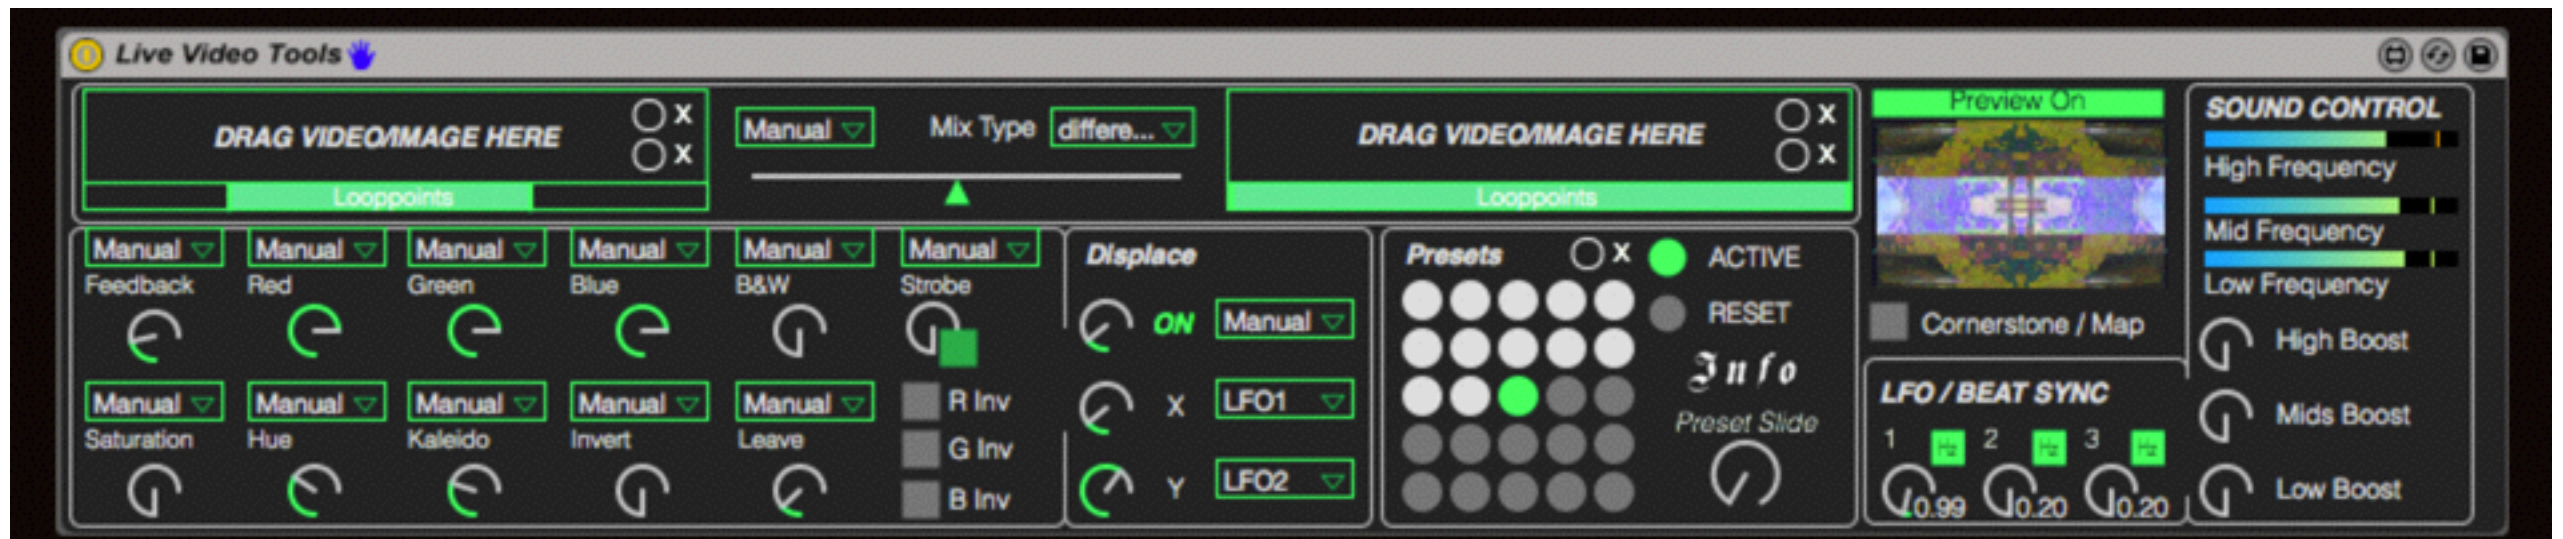 Live Video Tools
DRAG VIDEO/IMAGE HERE
X
X
Looppoints
Manual
Mix Type
differe...
DRAG VIDEO/IMAGE HERE
X
X
Looppoints
Manual Manual Manual Manual Manual Manual
Feedback Red Green Blue B&W Strobe
Manual Manual Manual Manual Manual
Saturation Hue Kaleido Invert Leave
R Inv
G Inv
B Inv
Displace
ON Manual
X LFO1
Y LFO2
Presets X
ACTIVE
RESET
Info
Preset Slide
Preview On
Cornerstone / Map
LFO / BEAT SYNC
1 Hz 2 Hz 3 Hz
0.99 0.20 0.20
SOUND CONTROL
High Frequency
Mid Frequency
Low Frequency
High Boost
Mids Boost
Low Boost